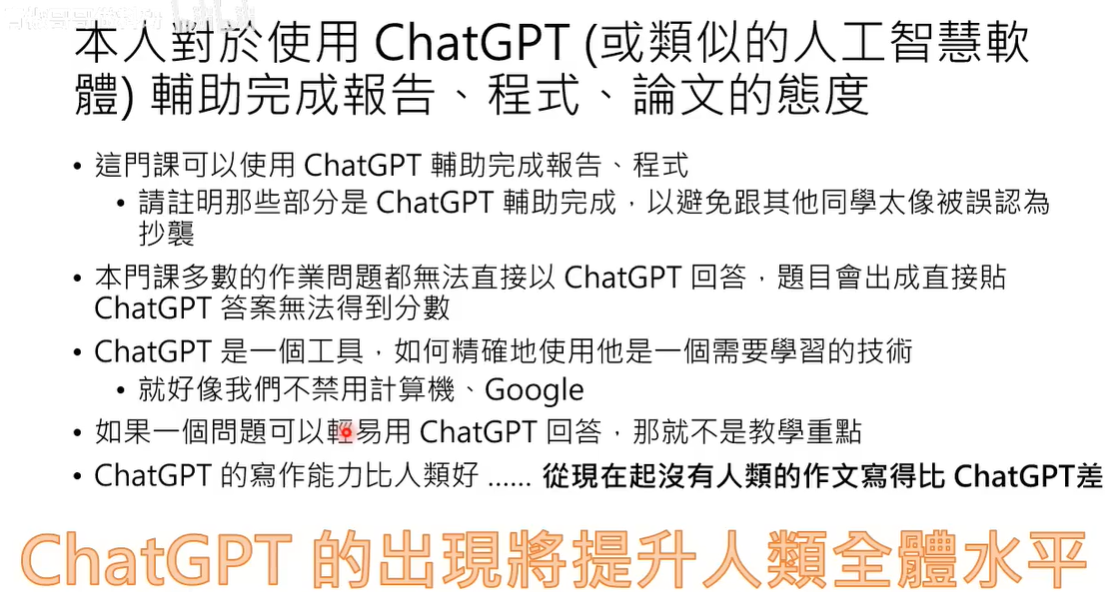 本人對於使用 ChatGPT (或類似的人工智慧軟
體) 輔助完成報告、程式、論文的態度
• 這門課可以使用 ChatGPT 輔助完成報告、程式
• 請註明那些部分是 ChatGPT 輔助完成，以避免跟其他同學太像被誤認為
抄襲
• 本門課多數的作業問題都無法直接以 ChatGPT 回答，題目會出成直接貼
ChatGPT 答案無法得到分數
• ChatGPT 是一個工具，如何精確地使用他是一個需要學習的技術
• 就好像我們不禁用計算機、Google
• 如果一個問題可以輕易用 ChatGPT 回答，那就不是教學重點
• ChatGPT 的寫作能力比人類好 …… 從現在起沒有人類的作文寫得比 ChatGPT差
ChatGPT 的出現將提升人類全體水平